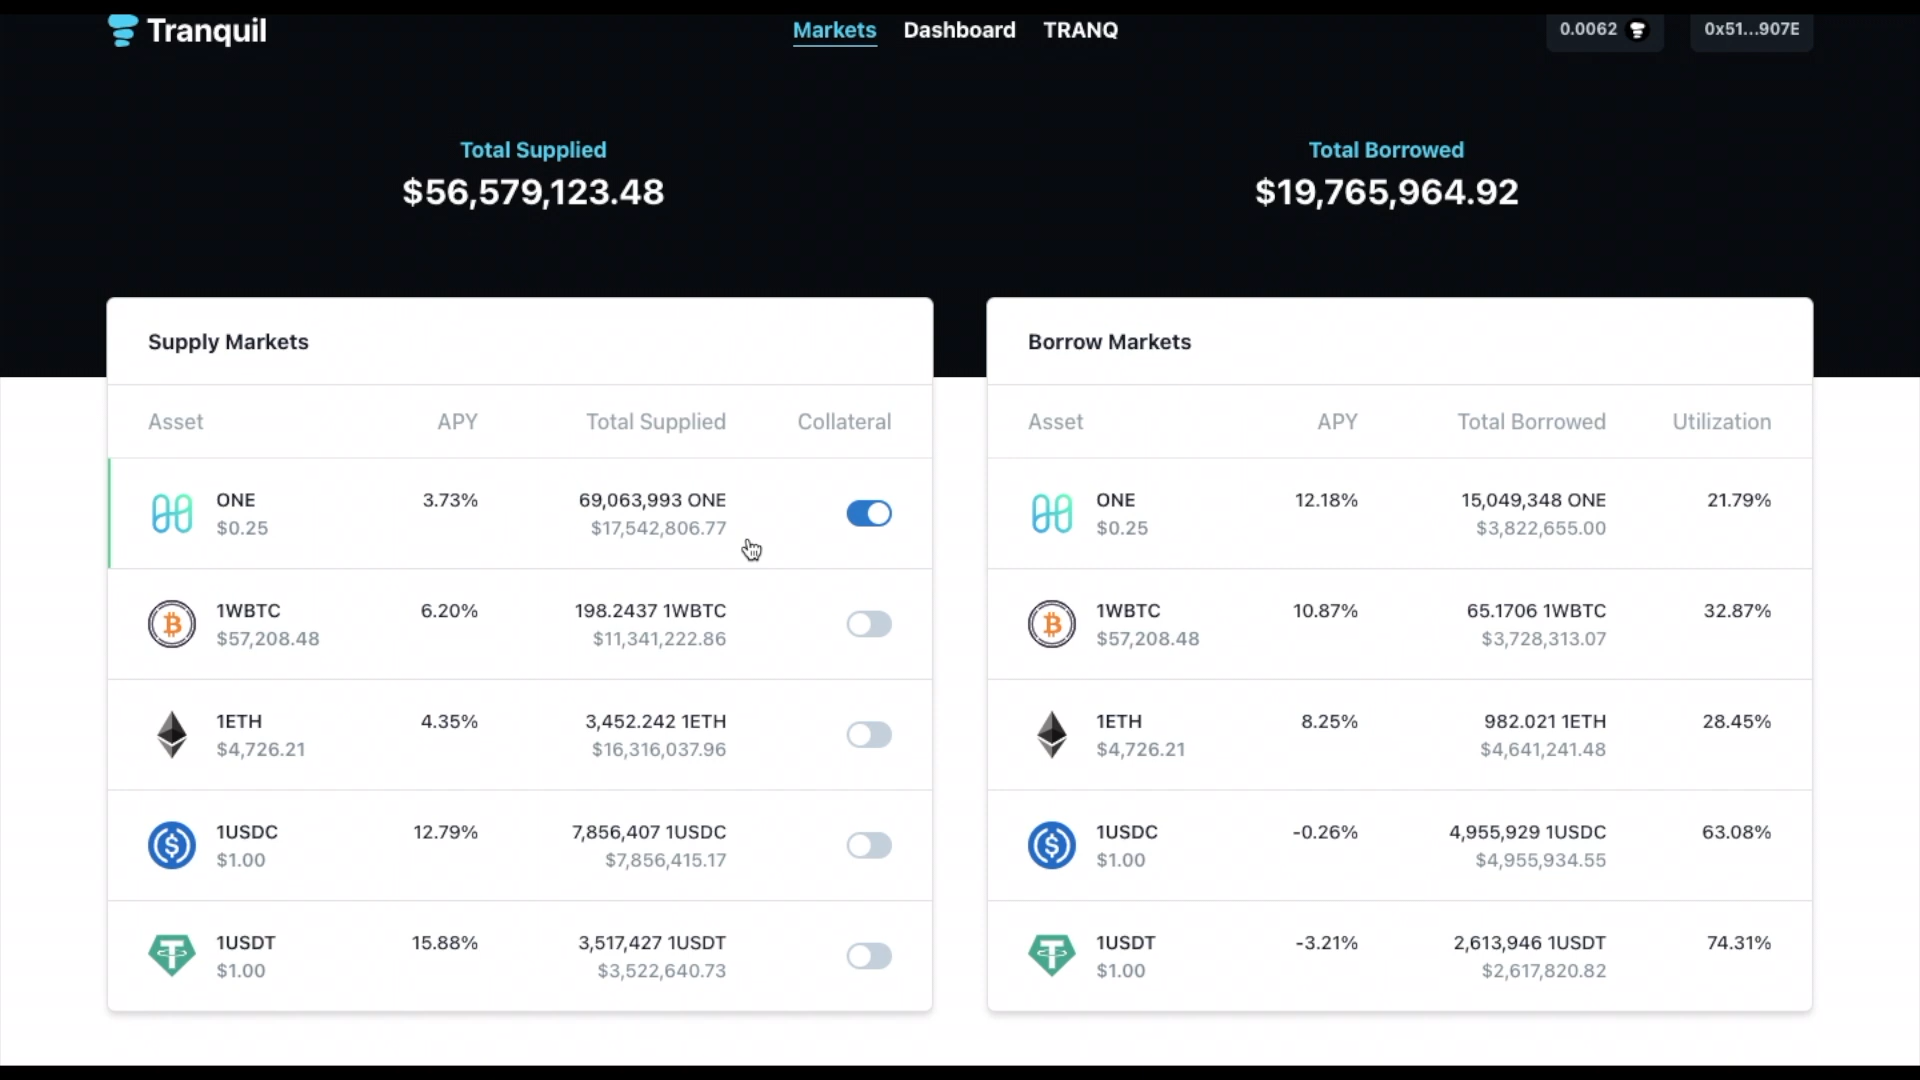 Tranquil
Markets Dashboard TRANQ
0.0062
0x51...907E
Total Supplied
$56,579,123.48
Total Borrowed
$19,765,964.92
Supply Markets
Asset APY Total Supplied Collateral
ONE 3.73% 69,063,993 ONE
$0.25 $17,542,806.77
1WBTC 6.20% 198.2437 1WBTC
$57,208.48 $11,341,222.86
1ETH 4.35% 3,452.242 1ETH
$4,726.21 $16,316,037.96
1USDC 12.79% 7,856,407 1USDC
$1.00 $7,856,415.17
1USDT 15.88% 3,517,427 1USDT
$1.00 $3,522,640.73
Borrow Markets
Asset APY Total Borrowed Utilization
ONE 12.18% 15,049,348 ONE 21.79%
$0.25 $3,822,655.00
1WBTC 10.87% 65.1706 1WBTC 32.87%
$57,208.48 $3,728,313.07
1ETH 8.25% 982.021 1ETH 28.45%
$4,726.21 $4,641,241.48
1USDC -0.26% 4,955,929 1USDC 63.08%
$1.00 $4,955,934.55
1USDT -3.21% 2,613,946 1USDT 74.31%
$1.00 $2,617,820.82